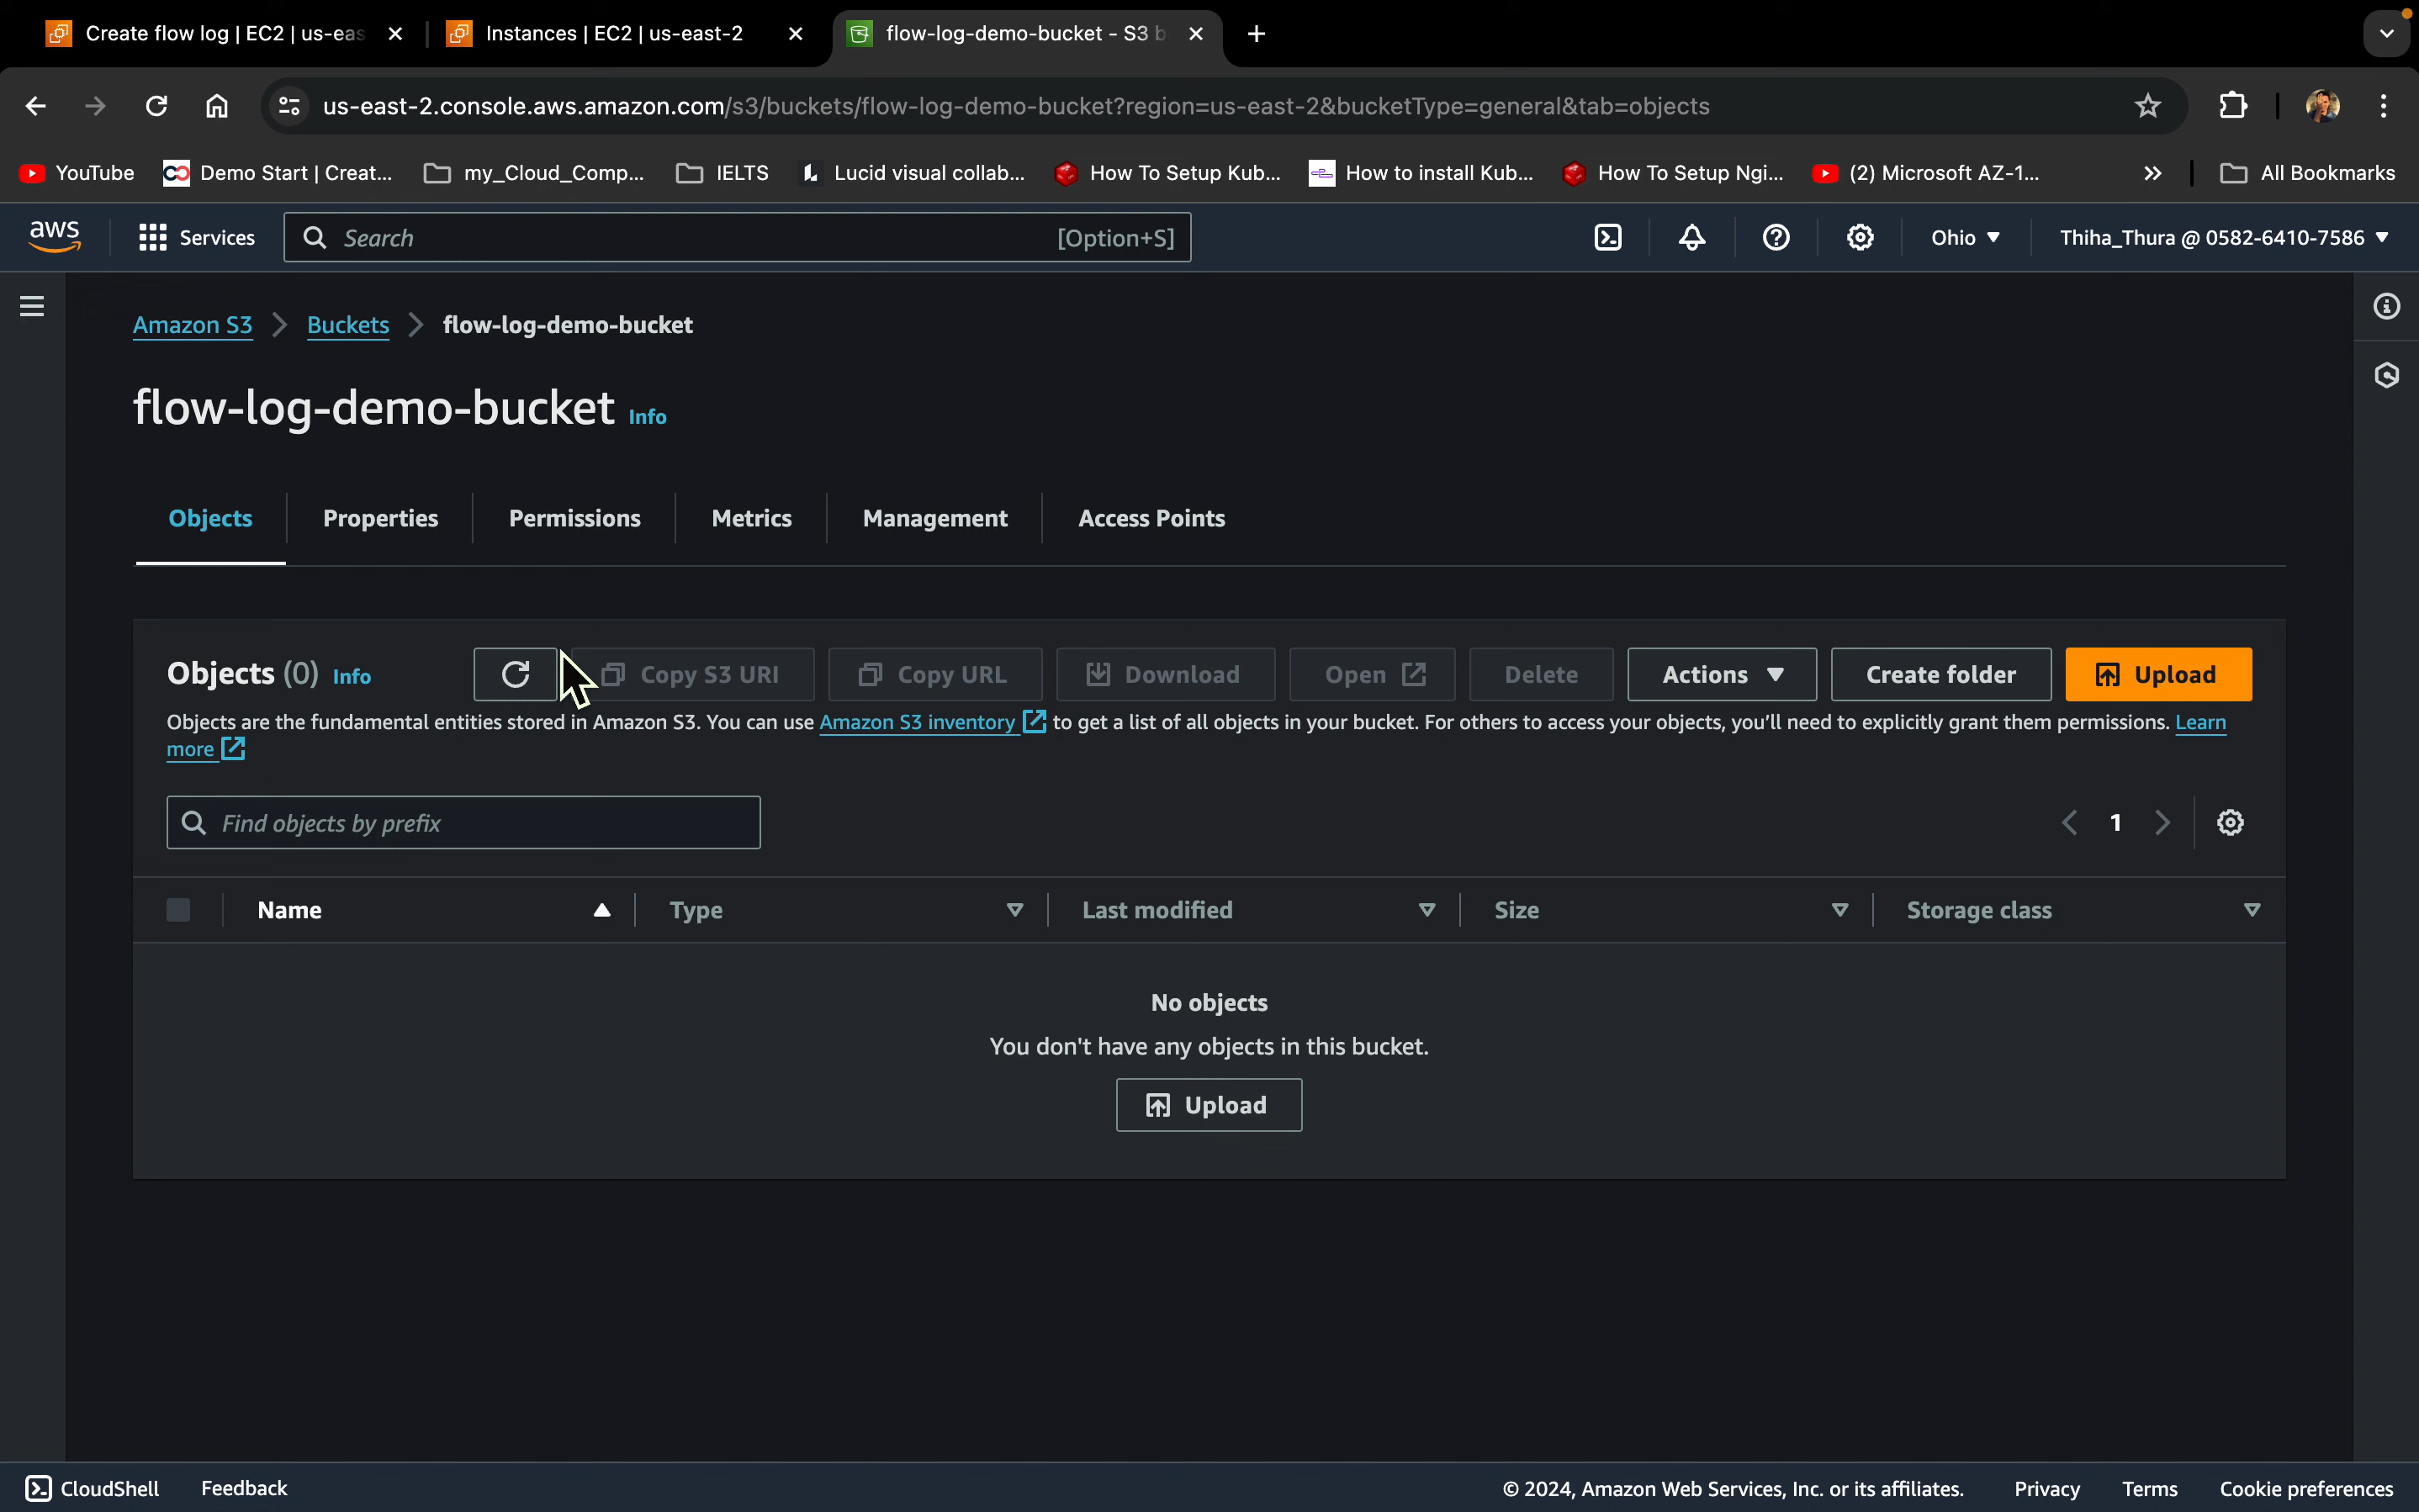 Create flow log | EC2 | us-eas
Instances | EC2 | us-east-2
flow-log-demo-bucket - S3 b
us-east-2.console.aws.amazon.com/s3/buckets/flow-log-demo-bucket?region=us-east-2&bucketType=general&tab=objects
YouTube
Demo Start | Creat...
my_Cloud_Comp...
IELTS
Lucid visual collab...
How To Setup Kub...
How to install Kub...
How To Setup Ngi...
(2) Microsoft AZ-1...
All Bookmarks
aws
Services
Search
[Option+S]
Ohio
Thiha_Thura @ 0582-6410-7586
Amazon S3
Buckets
flow-log-demo-bucket
flow-log-demo-bucket Info
Objects
Properties
Permissions
Metrics
Management
Access Points
Objects (0) Info
Copy S3 URI
Copy URL
Download
Open
Delete
Actions
Create folder
Upload
Objects are the fundamental entities stored in Amazon S3. You can use Amazon S3 inventory to get a list of all objects in your bucket. For others to access your objects, you'll need to explicitly grant them permissions. Learn
more
Find objects by prefix
1
Name
Type
Last modified
Size
Storage class
No objects
You don't have any objects in this bucket.
Upload
CloudShell
Feedback
© 2024, Amazon Web Services, Inc. or its affiliates.
Privacy
Terms
Cookie preferences